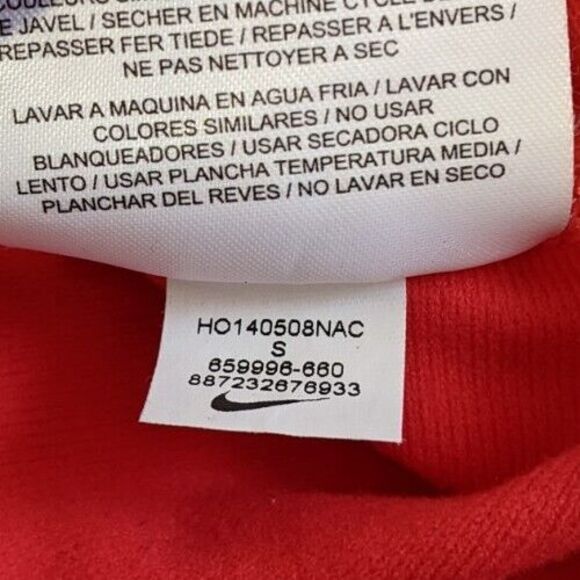 JAVEL / SECHER EN MACHINE CYCLE
REPASSER FER TIEDE / REPASSER A L'ENVERS /
NE PAS NETTOYER A SEC
LAVAR A MAQUINA EN AGUA FRIA / LAVAR CON
COLORES SIMILARES / NO USAR
BLANQUEADORES / USAR SECADORA CICLO
LENTO / USAR PLANCHA TEMPERATURA MEDIA /
PLANCHAR DEL REVES / NO LAVAR EN SECO
HO140508NAC
S
659996-660
887232676933